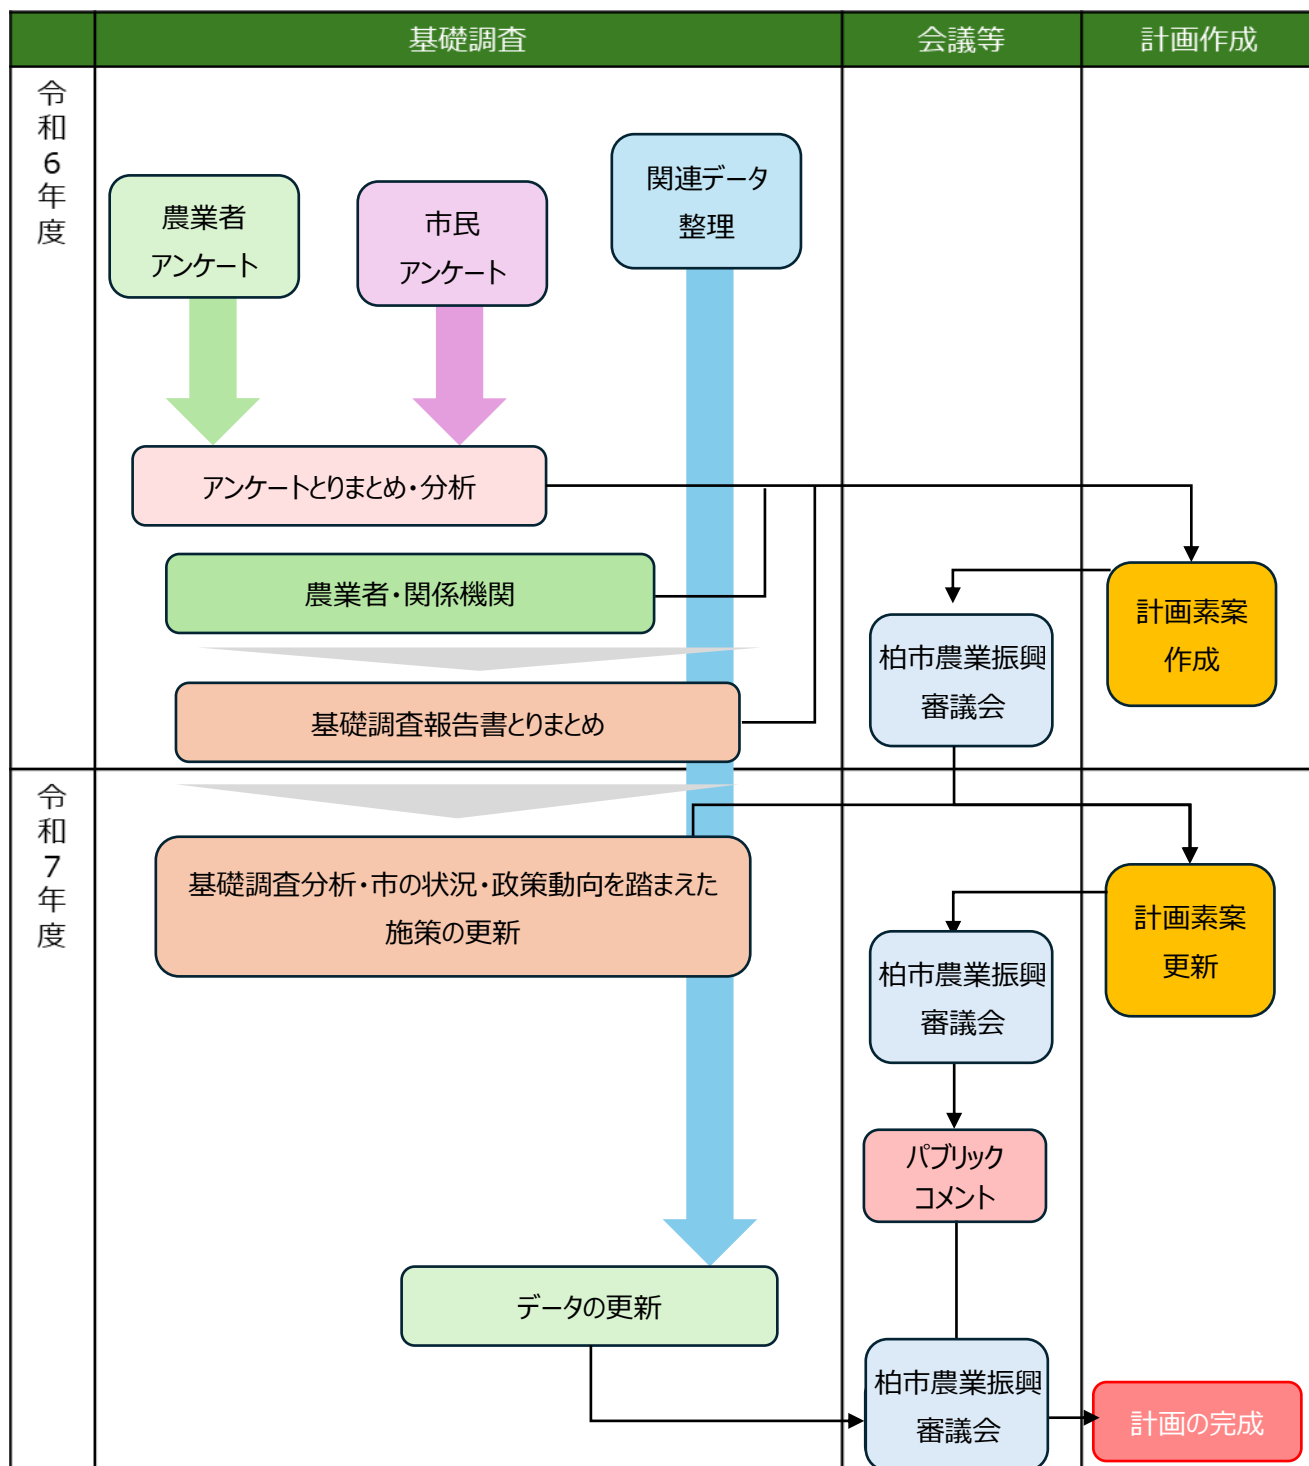 基礎調査
会議等
計画作成
令和6年度
農業者
アンケート
市民
アンケート
関連データ
整理
アンケートとりまとめ・分析
農業者・関係機関
基礎調査報告書とりまとめ
計画素案
作成
柏市農業振興
審議会
令和7年度
基礎調査分析・市の状況・政策動向を踏まえた
施策の更新
計画素案
更新
柏市農業振興
審議会
パブリック
コメント
データの更新
柏市農業振興
審議会
計画の完成